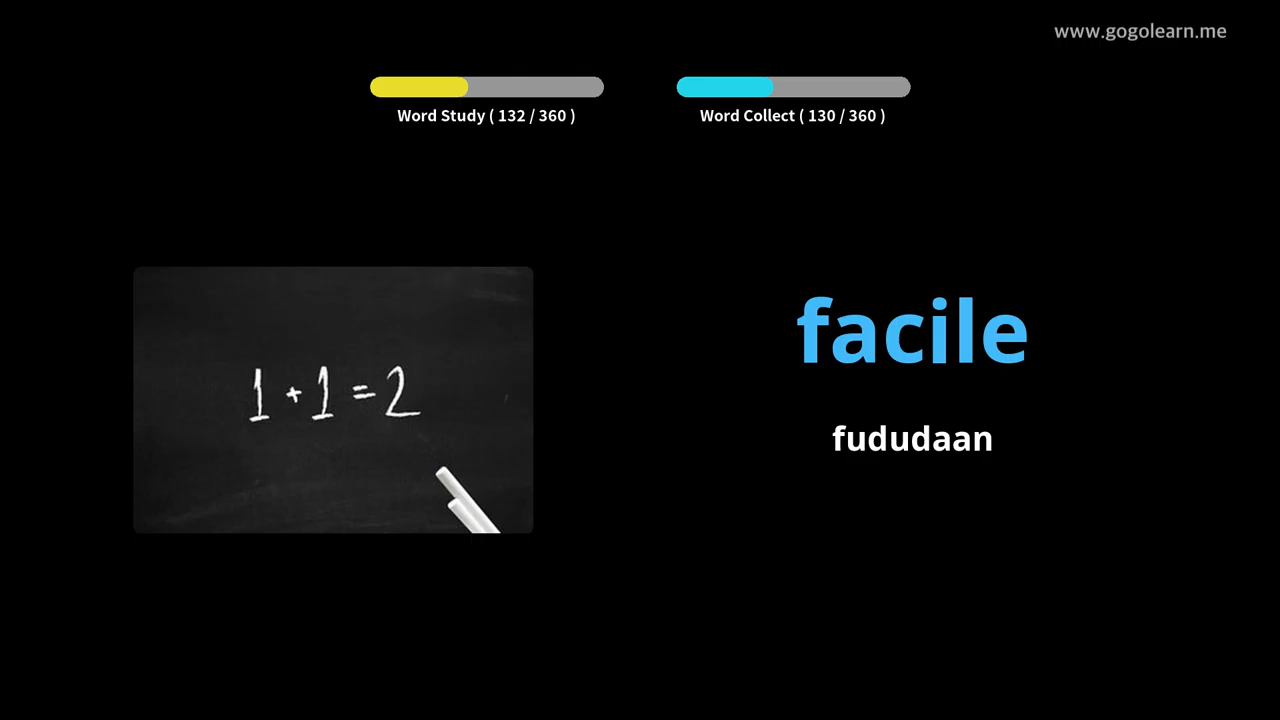 www.gogolearn.me
Word Study ( 132 / 360 )
Word Collect ( 130 / 360 )
1 + 1 = 2
facile
fududaan